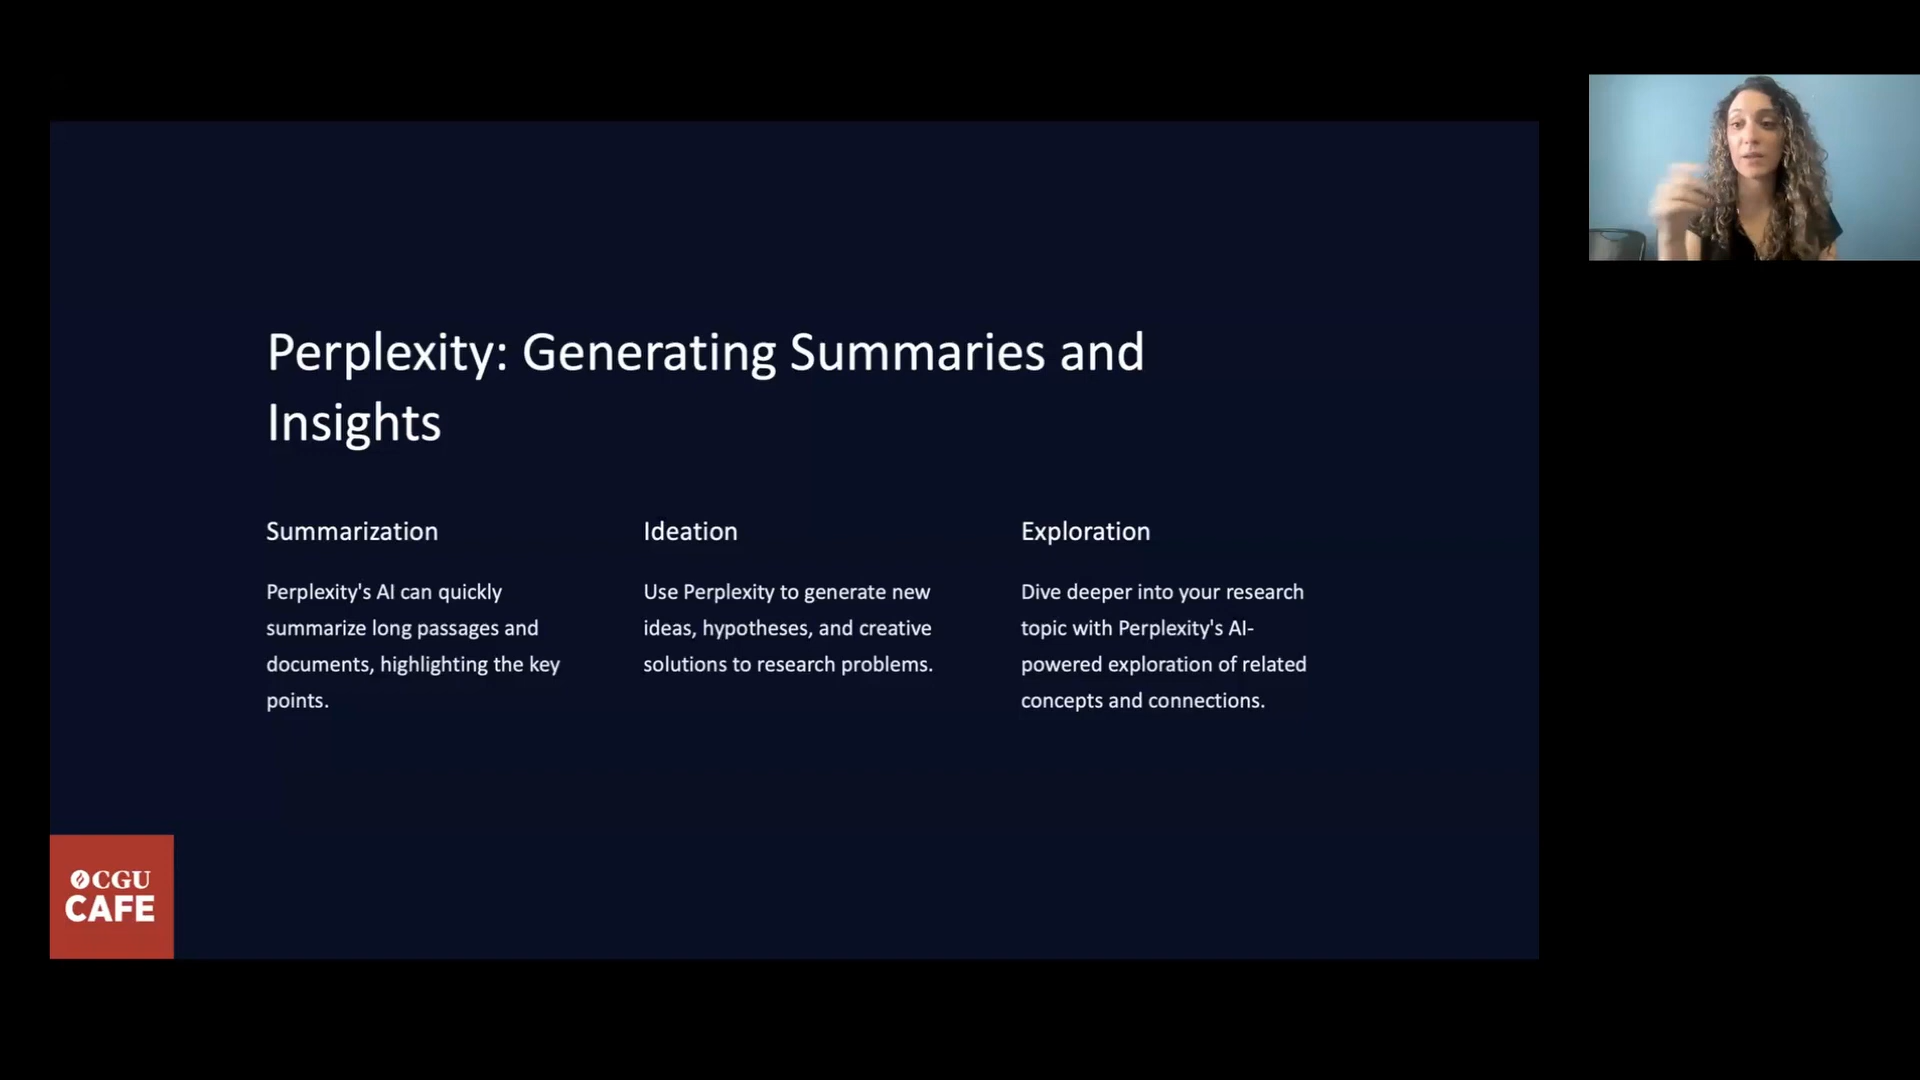 Perplexity: Generating Summaries and
Insights
Summarization
Perplexity's AI can quickly
summarize long passages and
documents, highlighting the key
points.
Ideation
Use Perplexity to generate new
ideas, hypotheses, and creative
solutions to research problems.
Exploration
Dive deeper into your research
topic with Perplexity's AI-
powered exploration of related
concepts and connections.
CGU
CAFE